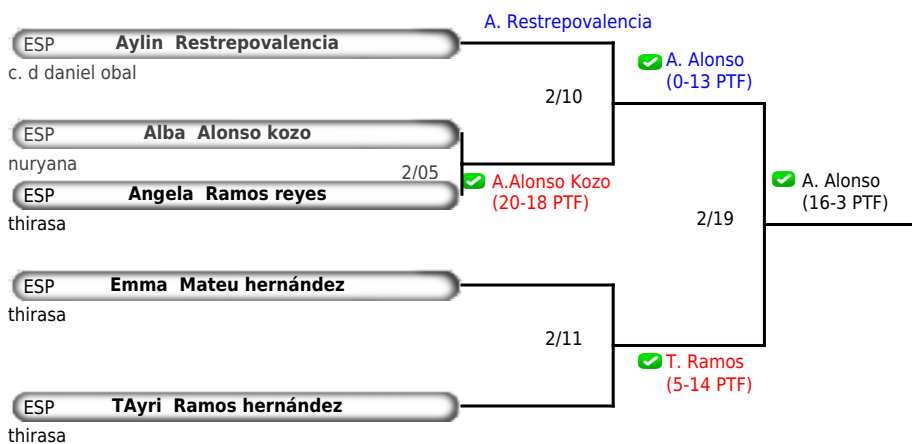 A. Restrepovalencia
ESP Aylin Restrepovalencia
c. d daniel obal
A. Alonso
(0-13 PTF)
2/10
ESP Alba Alonso kozo
nuryana
2/05
A.Alonso Kozo
(20-18 PTF)
A. Alonso
(16-3 PTF)
ESP Angela Ramos reyes
thirasa
2/19
ESP Emma Mateu hernández
thirasa
2/11
T. Ramos
(5-14 PTF)
ESP TAyri Ramos hernández
thirasa